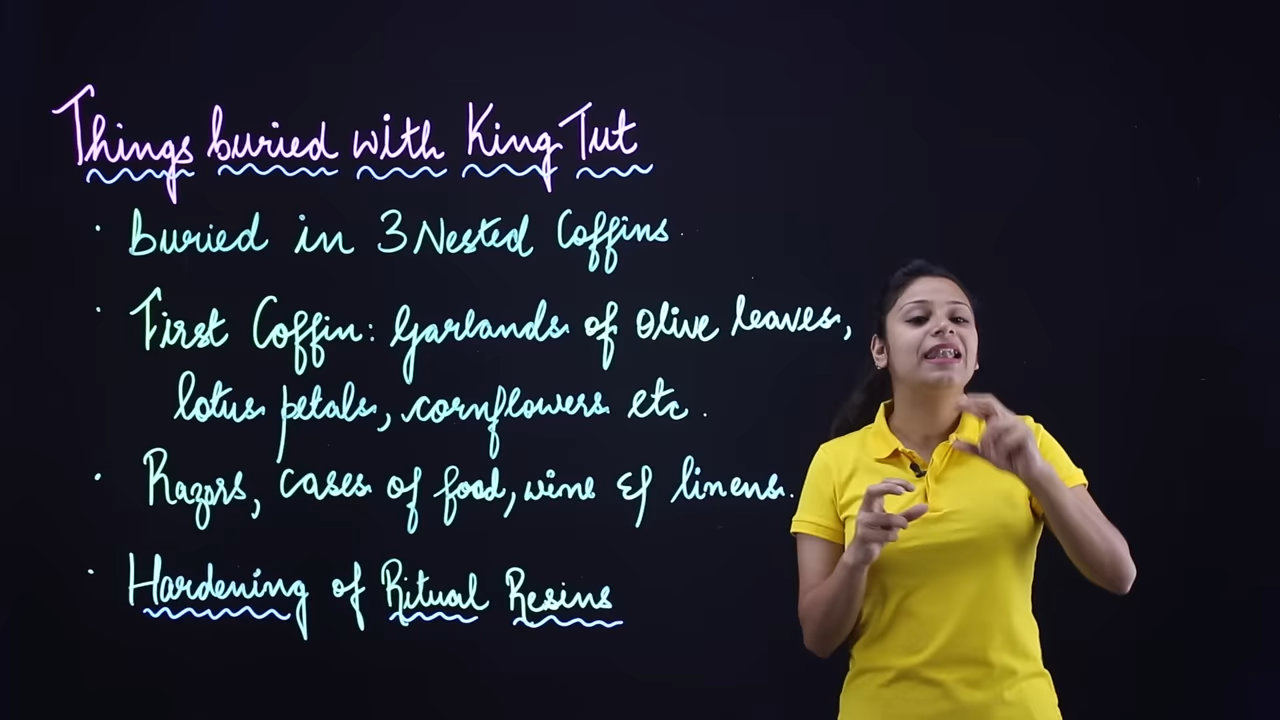 Things buried with King Tut
· Buried in 3 Nested Coffins.
· First Coffin: Garlands of Olive leaves,
lotus petals, cornflowers etc.
· Razors, cases of food, wine & linens.
· Hardening of Ritual Resins